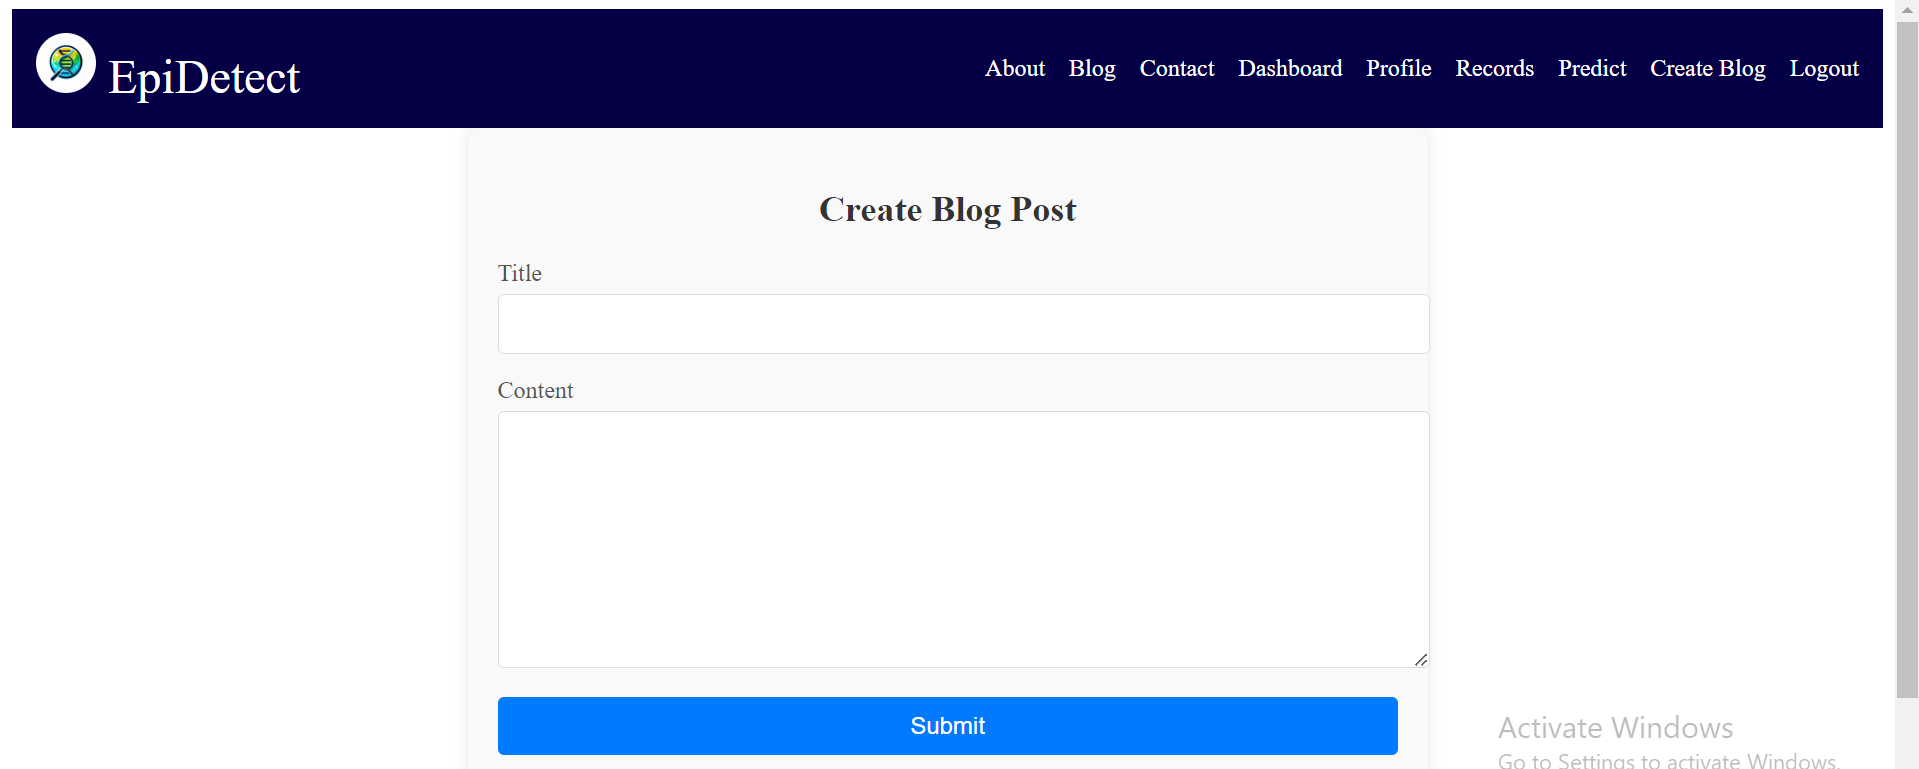 EpiDetect
About Blog Contact Dashboard Profile Records Predict Create Blog Logout
Create Blog Post
Title
Content
Submit
Activate Windows
Go to Settings to activate Windows.